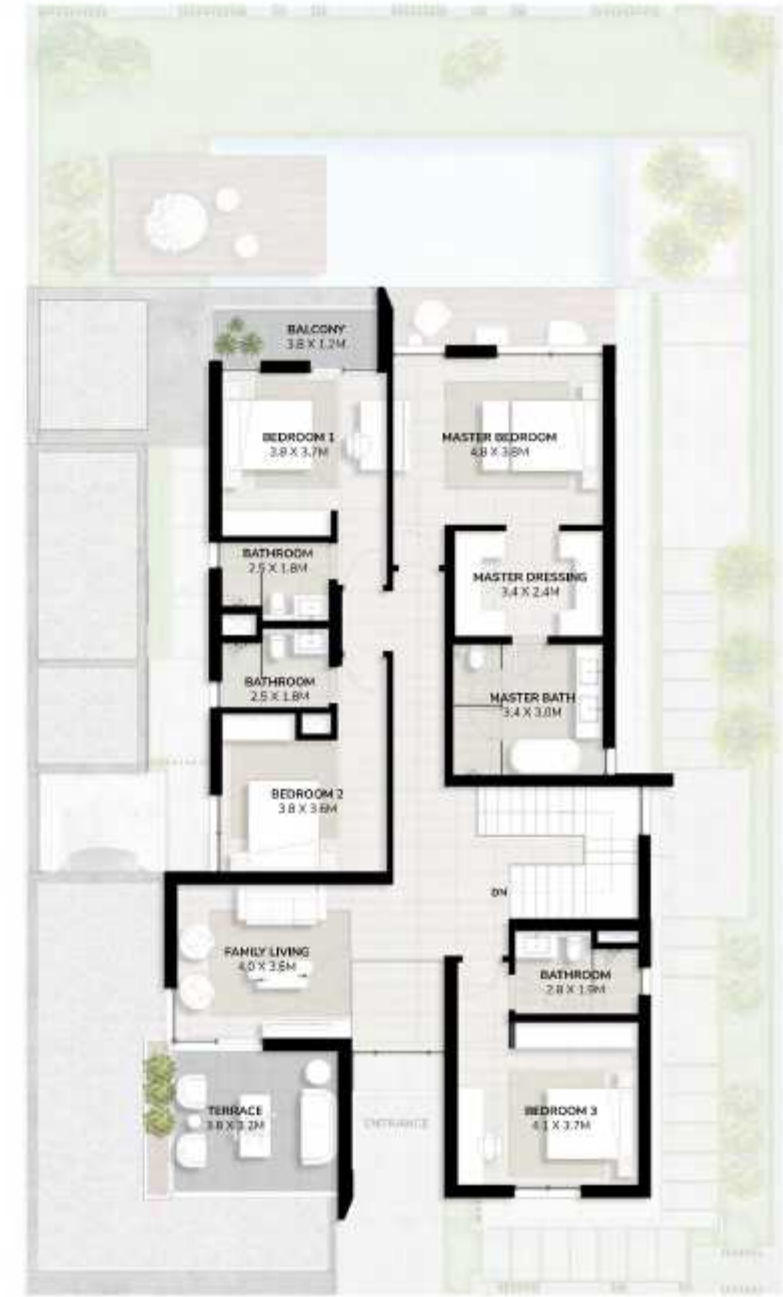 BALCONY
3.8 X 1.2M
BEDROOM 1
3.8 X 3.7M
MASTER BEDROOM
4.8 X 3.8M
BATHROOM
2.5 X 1.8M
MASTER DRESSING
3.4 X 2.4M
BATHROOM
2.5 X 1.8M
MASTER BATH
3.4 X 3.0M
BEDROOM 2
3.8 X 3.6M
DN
FAMILY LIVING
4.0 X 3.6M
BATHROOM
2.8 X 1.9M
TERRACE
3.8 X 3.2M
ENTRANCE
BEDROOM 3
4.1 X 3.7M